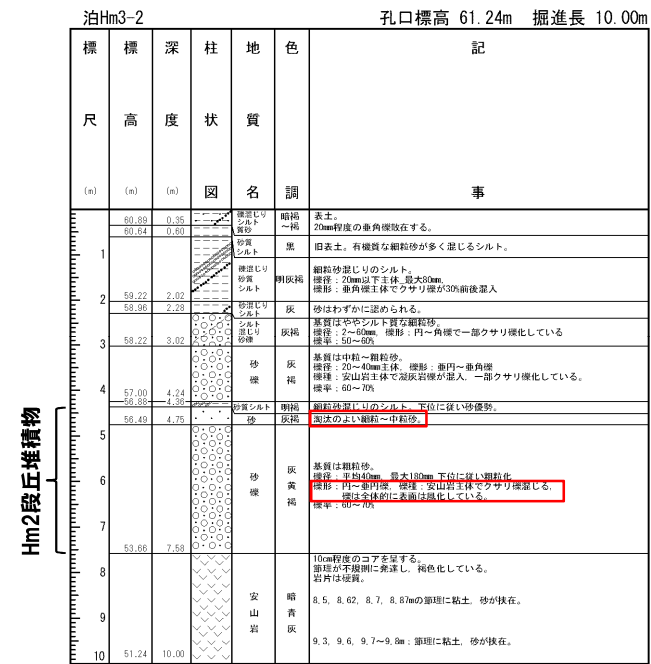 泊Hm3-2 孔口標高 61.24m 掘進長 10.00m
標尺(m) 標高(m) 深度(m) 柱状図 地質名 色調 記事
60.89 0.35 礫混じりシルト質砂 暗褐～褐 表土。
60.64 0.60 20mm程度の亜角礫散在する。
砂質シルト 黒 旧表土。有機質な細粒砂が多く混じるシルト。
1
礫混じり砂質シルト 明灰褐 細粒砂混じりのシルト。
礫径：20mm以下主体 最大80mm。
礫形：亜角礫主体でクサリ礫が30%前後混入
59.22 2.02
2
58.96 2.28 砂混じりシルト 灰 砂はわずかに認められる。
シルト混じり砂礫 灰褐 基質はややシルト質な細粒砂。
礫径：2～60mm 礫形：円～角礫で一部クサリ礫化している
58.22 3.02 礫率：50～60%
3
砂礫 灰褐 基質は中粒～粗粒砂。
礫径：20～40mm主体，礫形：亜円～亜角礫
礫種：安山岩主体で凝灰岩礫が混入，一部クサリ礫化している。
礫率：60～70%
4
57.00 4.24
56.88 4.36 砂質シルト 明褐 細粒砂混じりのシルト。下位に従い砂優勢。
56.49 4.75 砂 灰褐 淘汰のよい細粒～中粒砂。
5
Hm2段丘堆積物
砂礫 灰黄褐 基質は粗粒砂。
礫径：平均40mm，最大180mm 下位に従い粗粒化
6
礫形：円～亜円礫，礫種：安山岩主体でクサリ礫混じる，
礫は全体的に表面は風化している。
礫率：60～70%
7
53.66 7.58
10cm程度のコアを呈する。
8
節理が不規則に発達し，褐色化している。
岩片は硬質。
安山岩 暗青灰 8.5，8.62，8.7，8.87mの節理に粘土，砂が挟在。
9
9.3，9.6，9.7～9.8m：節理に粘土，砂が挟在。
10 51.24 10.00